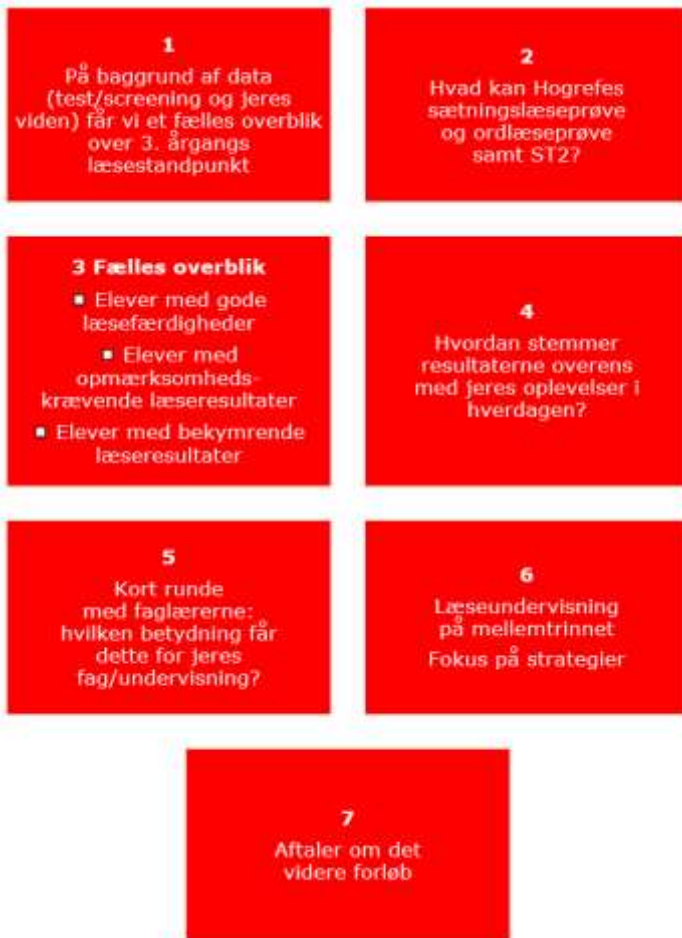 1
På baggrund af data
(test/screening og jeres
viden) får vi et fælles overblik
over 3. årgangs
læsestandpunkt
2
Hvad kan Hogrefes
sætningslæseprøve
og ordlæseprøve
samt ST2?
3 Fælles overblik
▪ Elever med gode
læsefærdigheder
▪ Elever med
opmærksomheds-
krævende læseresultater
▪ Elever med bekymrende
læseresultater
4
Hvordan stemmer
resultaterne overens
med jeres oplevelser i
hverdagen?
5
Kort runde
med faglærerne:
hvilken betydning får
dette for jeres
fag/undervisning?
6
Læseundervisning
på mellemtrinnet
Fokus på strategier
7
Aftaler om det
videre forløb